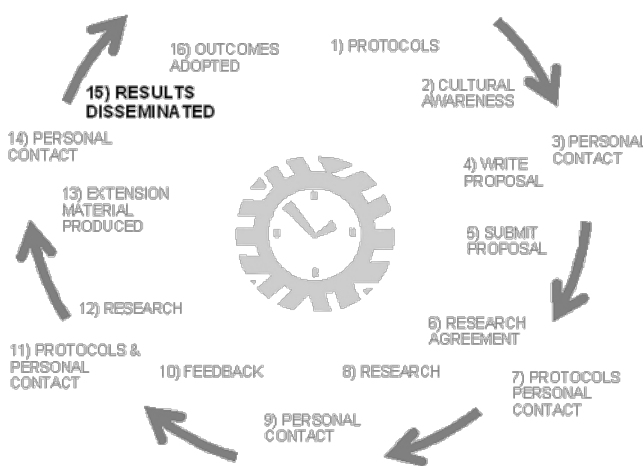 1) PROTOCOLS
2) CULTURAL
AWARENESS
3) PERSONAL
CONTACT
4) WRITE
PROPOSAL
5) SUBMIT
PROPOSAL
6) RESEARCH
AGREEMENT
7) PROTOCOLS
PERSONAL
CONTACT
8) RESEARCH
9) PERSONAL
CONTACT
10) FEEDBACK
11) PROTOCOLS &
PERSONAL
CONTACT
12) RESEARCH
13) EXTENSION
MATERIAL
PRODUCED
14) PERSONAL
CONTACT
15) RESULTS
DISSEMINATED
16) OUTCOMES
ADOPTED